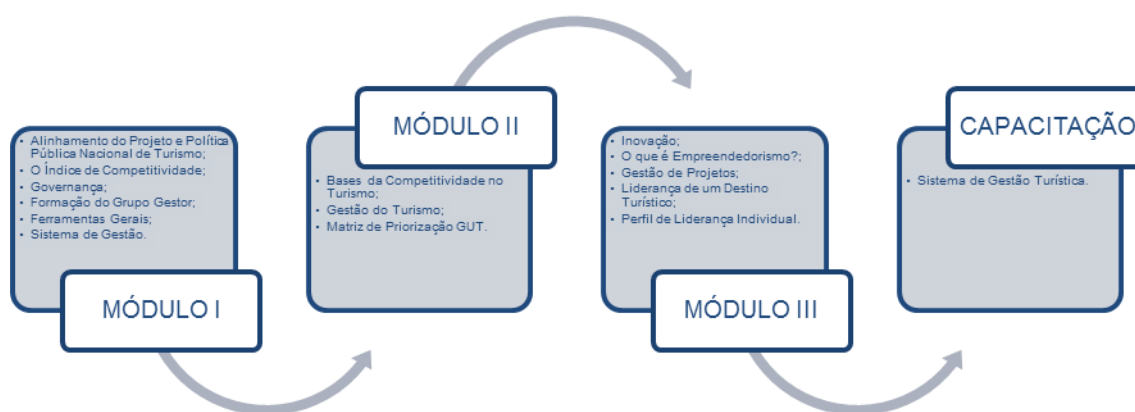 • Alinhamento do Projeto e Política
Pública Nacional de Turismo;
• O Índice de Competitividade;
• Governança;
• Formação do Grupo Gestor;
• Ferramentas Gerais;
• Sistema de Gestão.
MÓDULO I
MÓDULO II
• Bases da Competitividade no
Turismo;
• Gestão do Turismo;
• Matriz de Priorização GUT.
• Inovação;
• O que é Empreendedorismo?;
• Gestão de Projetos;
• Liderança de um Destino
Turístico;
• Perfil de Liderança Individual.
MÓDULO III
CAPACITAÇÃO
• Sistema de Gestão Turística.